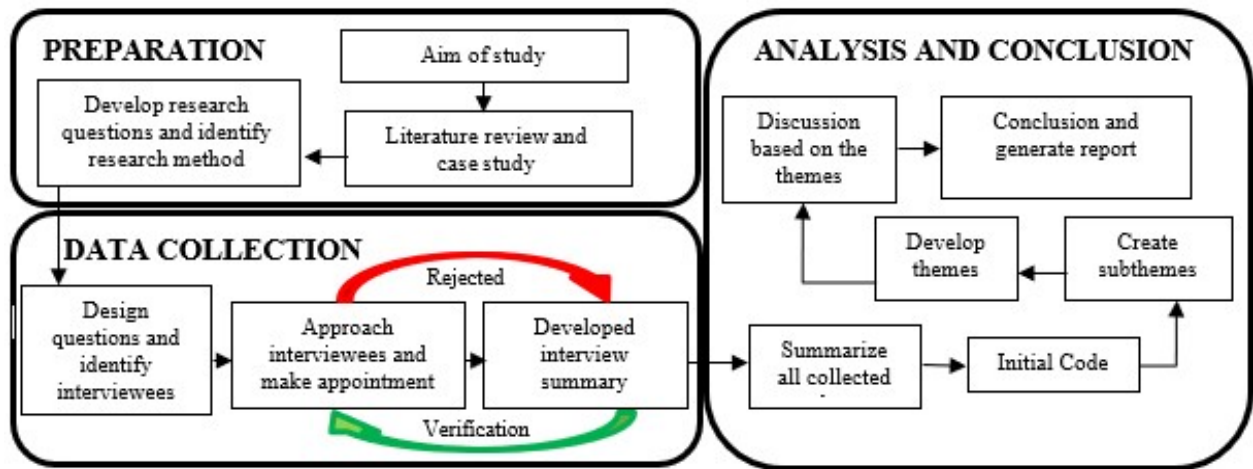 PREPARATION
Aim of study
Literature review and
case study
Develop research
questions and identify
research method
DATA COLLECTION
Design
questions and
identify
interviewees
Rejected
Approach
interviewees and
make appointment
Developed
interview
summary
Verification
ANALYSIS AND CONCLUSION
Summarize
all collected
Initial Code
Create
subthemes
Develop
themes
Discussion
based on the
themes
Conclusion and
generate report